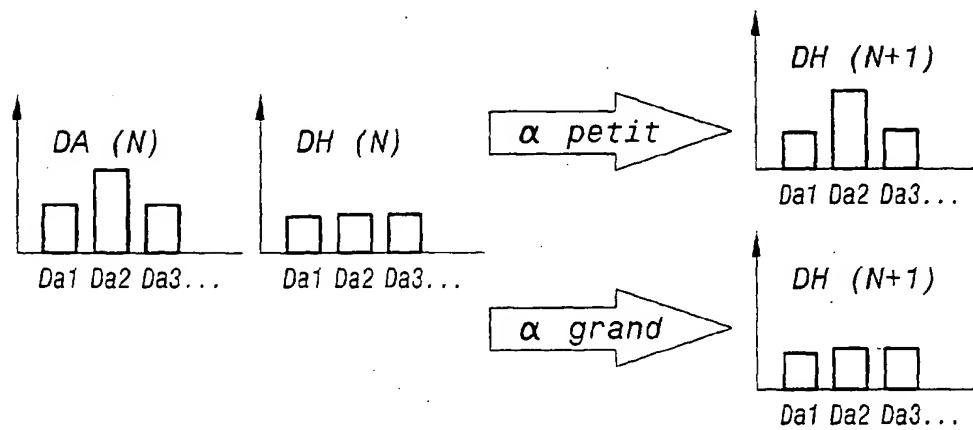 DA (N)
Da1 Da2 Da3...
DH (N)
Da1 Da2 Da3...
α petit
DH (N+1)
Da1 Da2 Da3...
α grand
DH (N+1)
Da1 Da2 Da3...